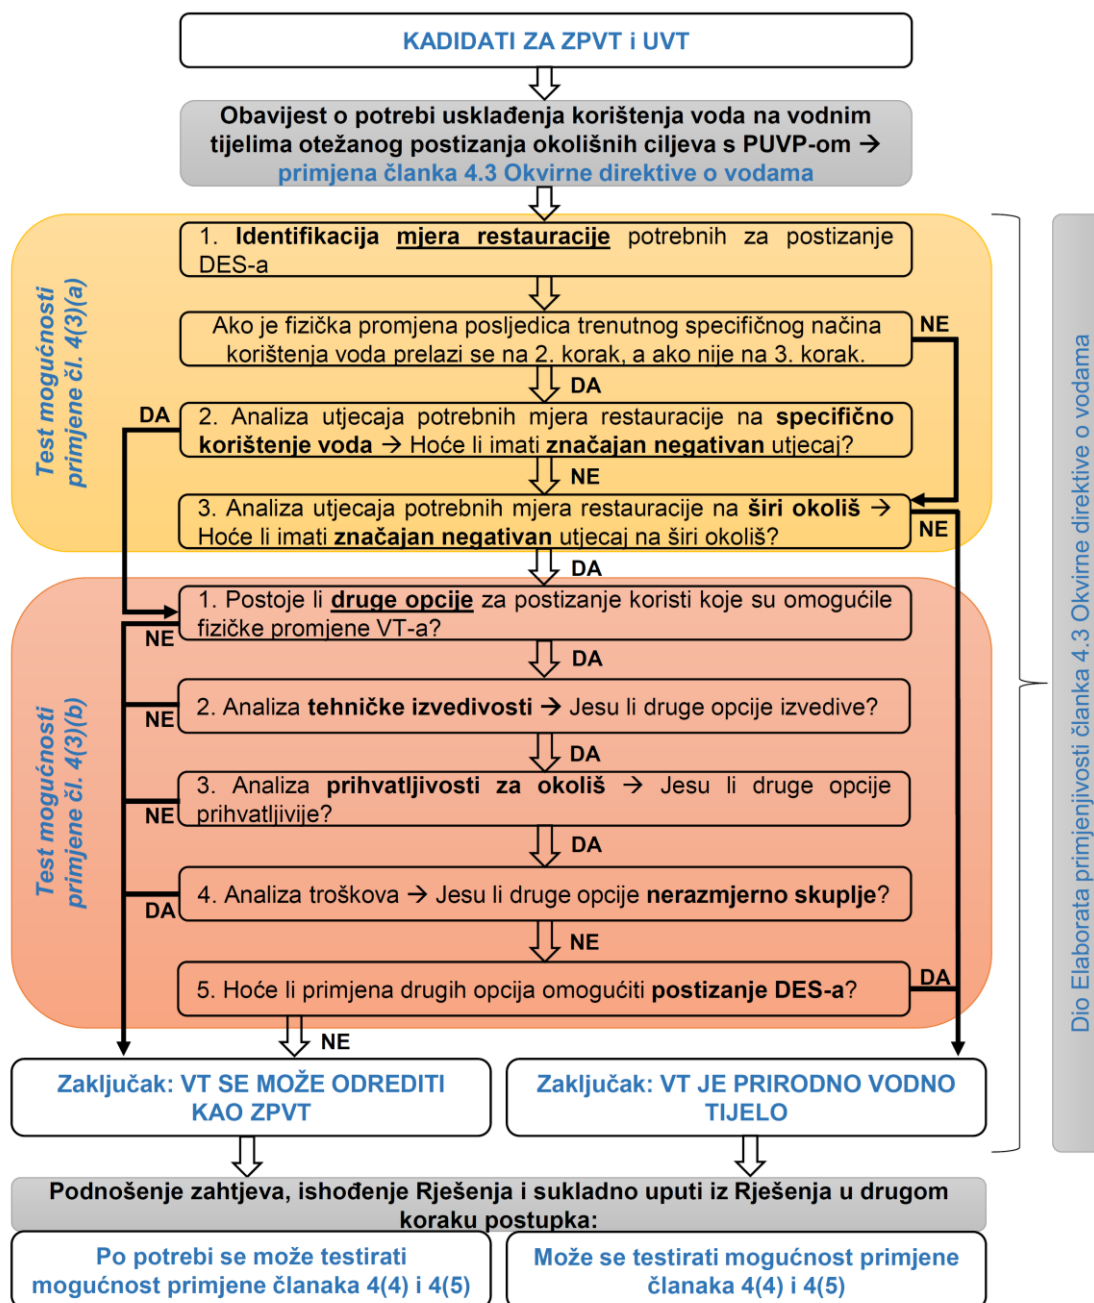 KADIDATI ZA ZPVT i UVT
Obavijest o potrebi usklađenja korištenja voda na vodnim
tijelima otežanog postizanja okolišnih ciljeva s PUVP-om →
primjena članka 4.3 Okvirne direktive o vodama
Test mogućnosti
primjene čl. 4(3)(a)
1. Identifikacija mjera restauracije potrebnih za postizanje
DES-a
Ako je fizička promjena posljedica trenutnog specifičnog načina
korištenja voda prelazi se na 2. korak, a ako nije na 3. korak.
NE
DA
DA
2. Analiza utjecaja potrebnih mjera restauracije na specifično
korištenje voda → Hoće li imati značajan negativan utjecaj?
NE
3. Analiza utjecaja potrebnih mjera restauracije na širi okoliš →
Hoće li imati značajan negativan utjecaj na širi okoliš?
NE
DA
Test mogućnosti
primjene čl. 4(3)(b)
1. Postoje li druge opcije za postizanje koristi koje su omogućile
fizičke promjene VT-a?
NE
DA
2. Analiza tehničke izvedivosti → Jesu li druge opcije izvedive?
NE
DA
3. Analiza prihvatljivosti za okoliš → Jesu li druge opcije
prihvatljivije?
NE
DA
4. Analiza troškova → Jesu li druge opcije nerazmjerno skuplje?
DA
NE
5. Hoće li primjena drugih opcija omogućiti postizanje DES-a?
DA
NE
Dio Elaborata primjenjivosti članka 4.3 Okvirne direktive o vodama
Zaključak: VT SE MOŽE ODREDITI
KAO ZPVT
Zaključak: VT JE PRIRODNO VODNO
TIJELO
Podnošenje zahtjeva, ishođenje Rješenja i sukladno uputi iz Rješenja u drugom
koraku postupka:
Po potrebi se može testirati
mogućnost primjene članaka 4(4) i 4(5)
Može se testirati mogućnost primjene
članaka 4(4) i 4(5)